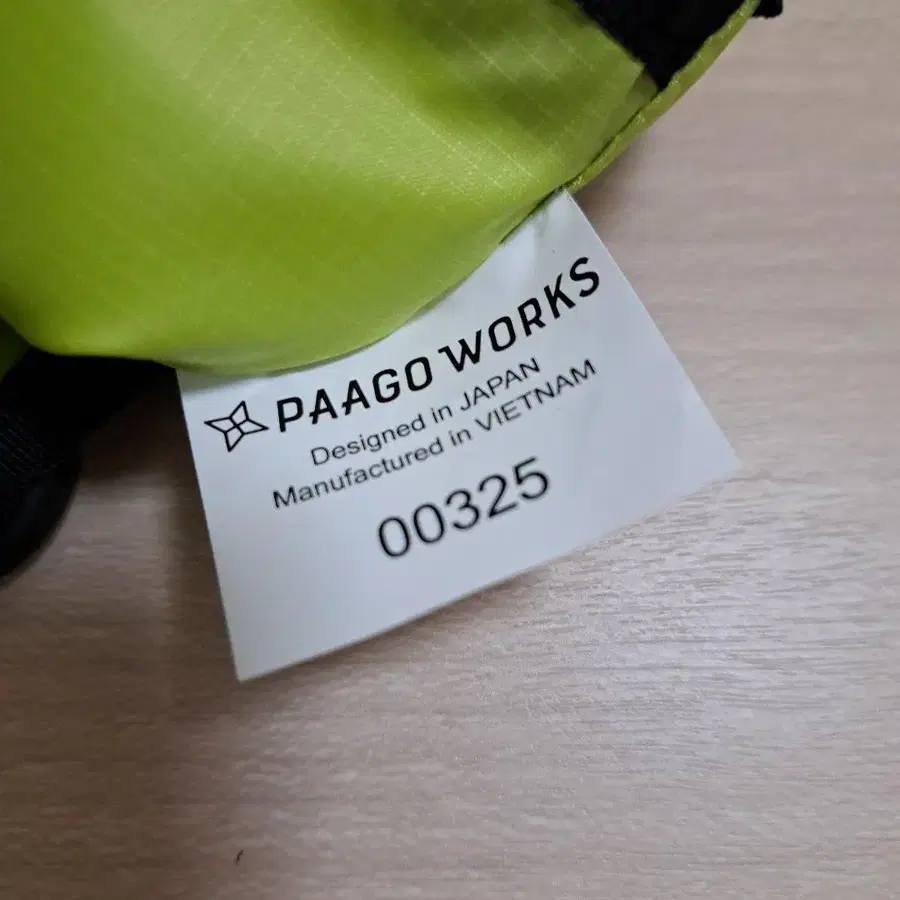 PAAGO WORKS
Designed in JAPAN
Manufactured in VIETNAM
00325